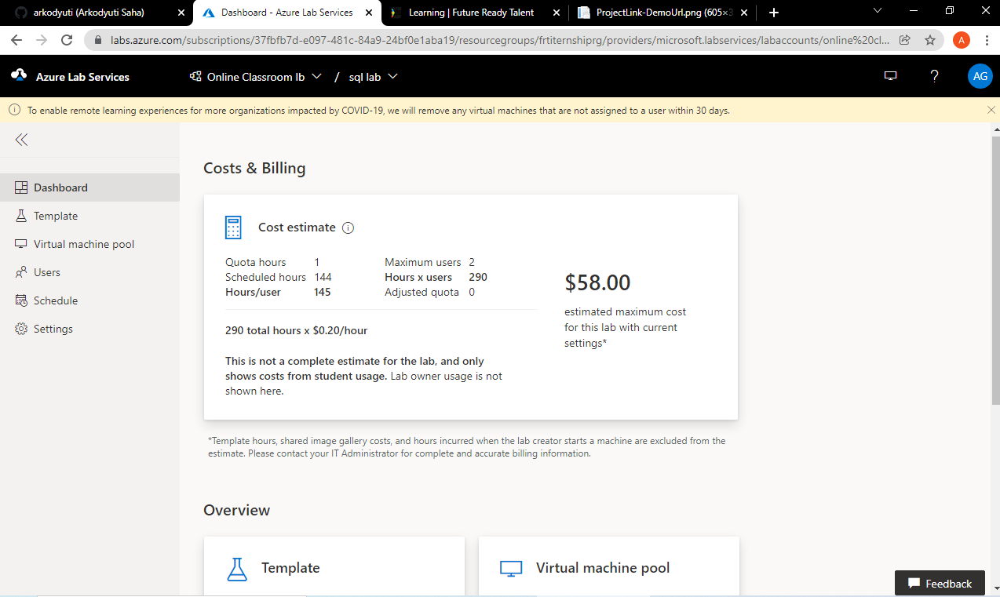 arkodyuti (Arkodyuti Saha)
Dashboard - Azure Lab Services
Learning | Future Ready Talent
ProjectLink-DemoUrl.png (605×3
labs.azure.com/subscriptions/37fbfb7d-e097-481c-84a9-24bf0e1aba19/resourcegroups/frtiternshiprg/providers/microsoft.labservices/labaccounts/online%20cl...
A
Azure Lab Services
Online Classroom lb / sql lab
?
AG
To enable remote learning experiences for more organizations impacted by COVID-19, we will remove any virtual machines that are not assigned to a user within 30 days.
Dashboard
Template
Virtual machine pool
Users
Schedule
Settings
Costs & Billing
Cost estimate
Quota hours 1
Scheduled hours 144
Hours/user 145
Maximum users 2
Hours x users 290
Adjusted quota 0
290 total hours x $0.20/hour
This is not a complete estimate for the lab, and only
shows costs from student usage. Lab owner usage is not
shown here.
$58.00
estimated maximum cost
for this lab with current
settings*
*Template hours, shared image gallery costs, and hours incurred when the lab creator starts a machine are excluded from the
estimate. Please contact your IT Administrator for complete and accurate billing information.
Overview
Template
Virtual machine pool
Feedback